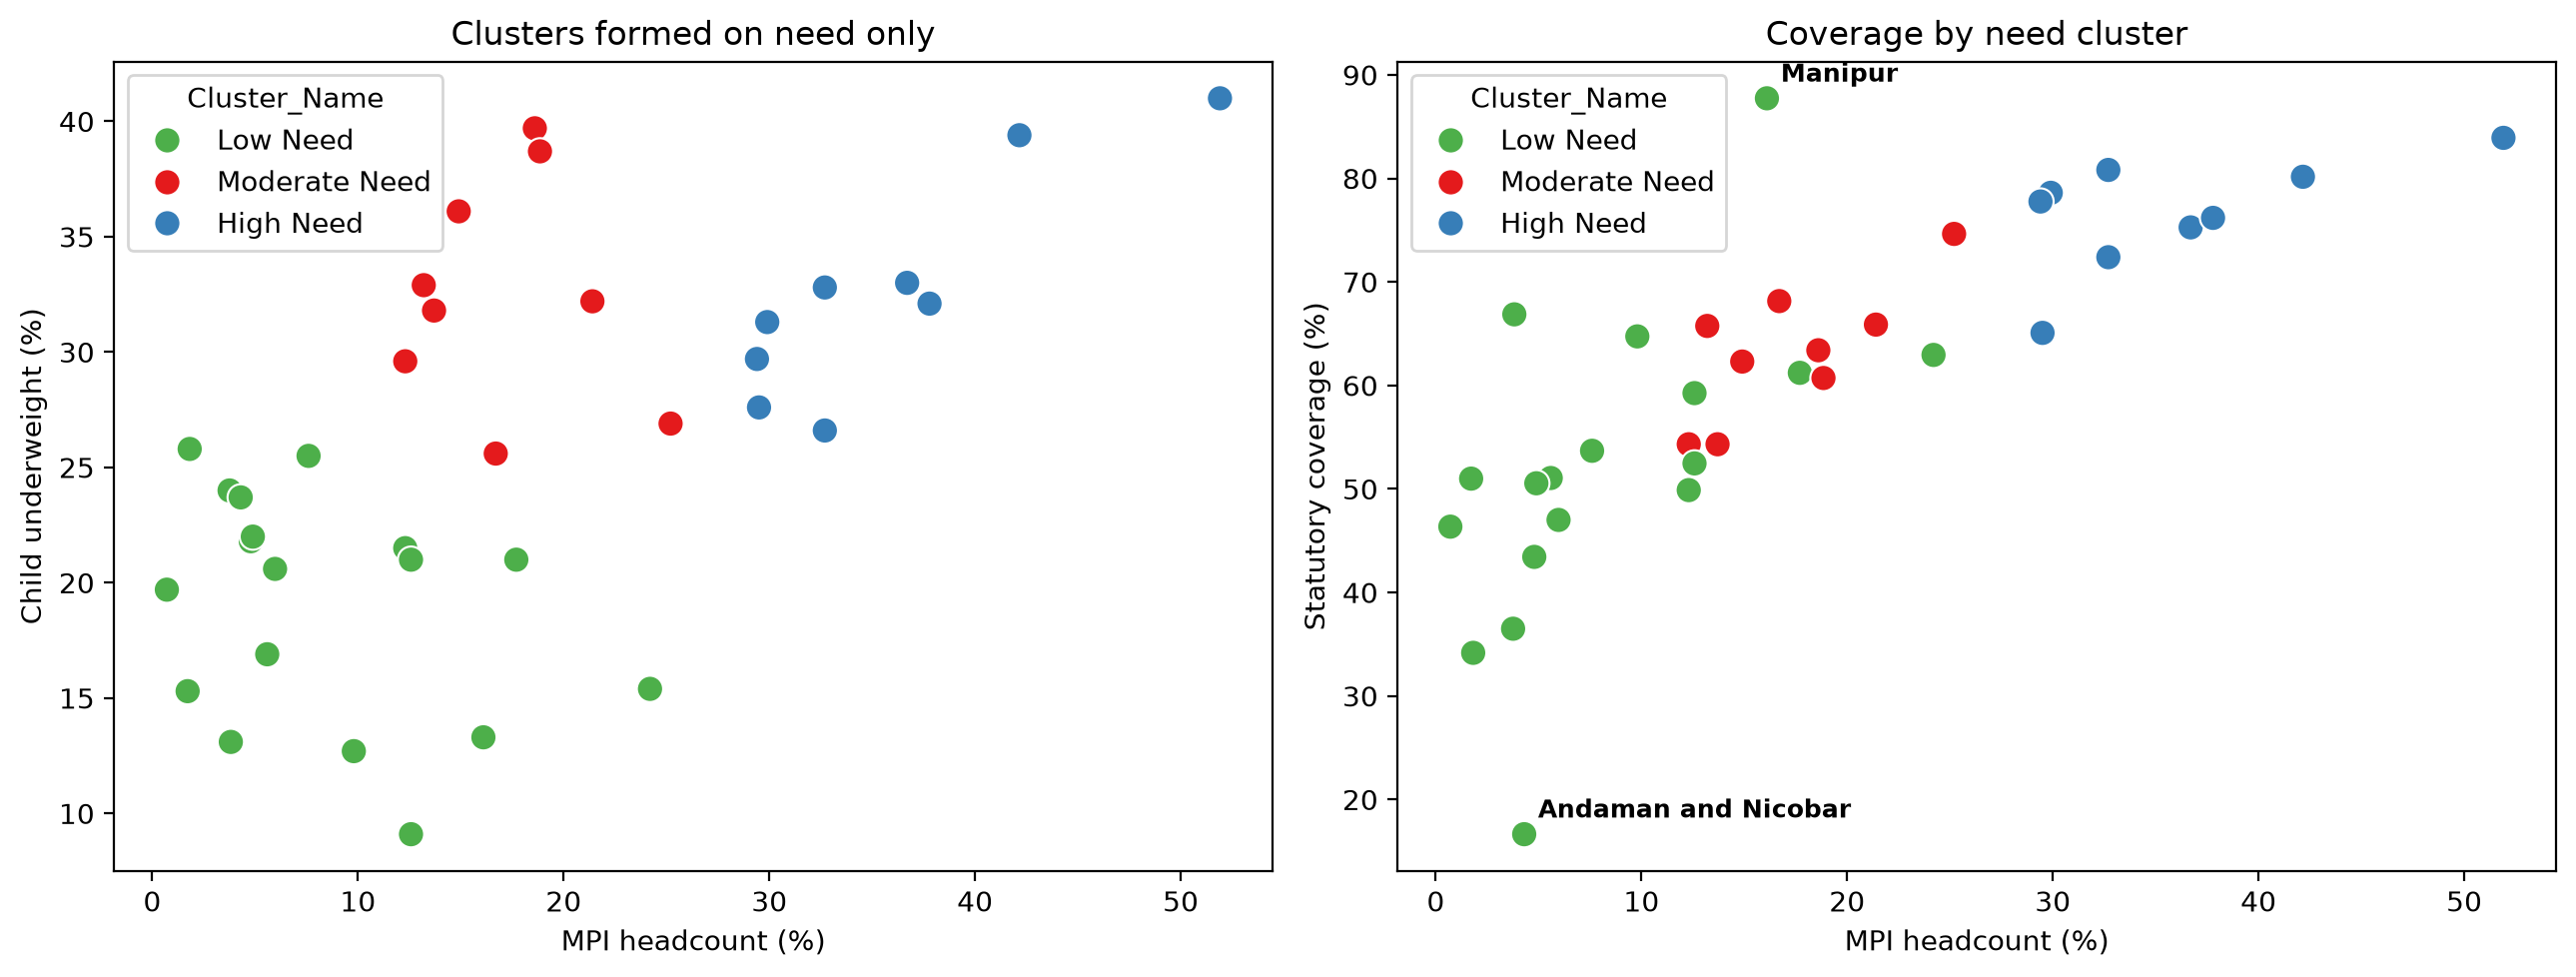 Clusters formed on need only
Cluster_Name
Low Need
Moderate Need
High Need
40
35
30
25
20
15
10
Child underweight (%)
0 10 20 30 40 50
MPI headcount (%)
Coverage by need cluster
Manipur
Cluster_Name
Low Need
Moderate Need
High Need
90
80
70
60
50
40
30
20
Statutory coverage (%)
Andaman and Nicobar
0 10 20 30 40 50
MPI headcount (%)